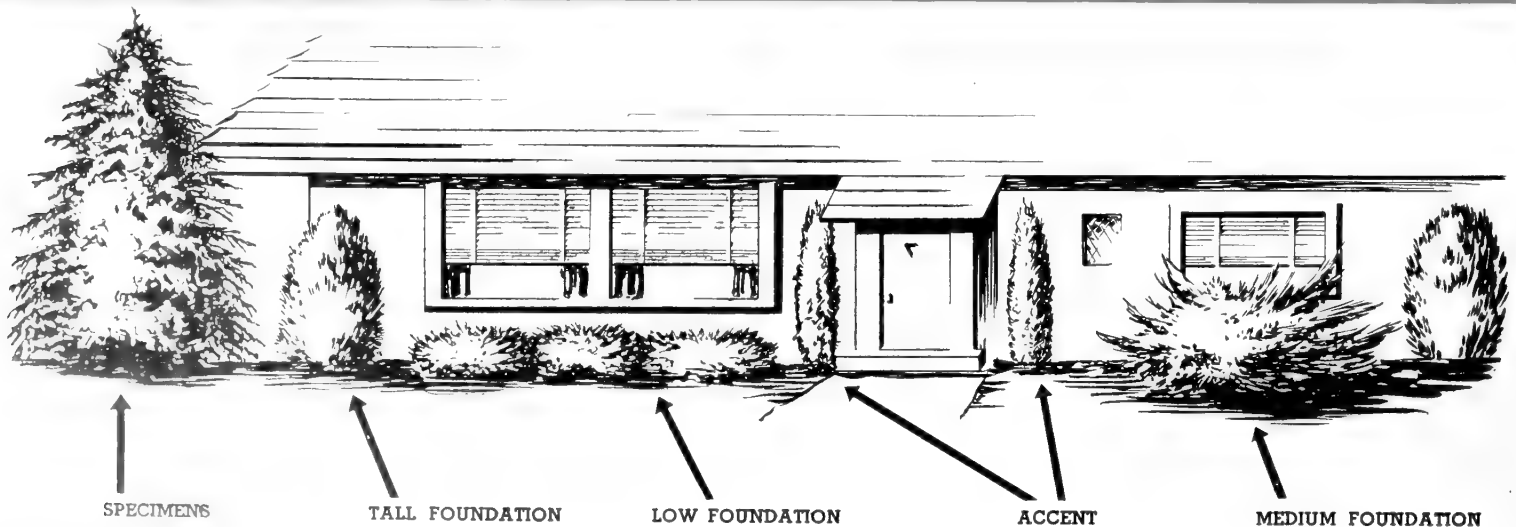 SPECIMENS
TALL FOUNDATION
LOW FOUNDATION
ACCENT
MEDIUM FOUNDATION